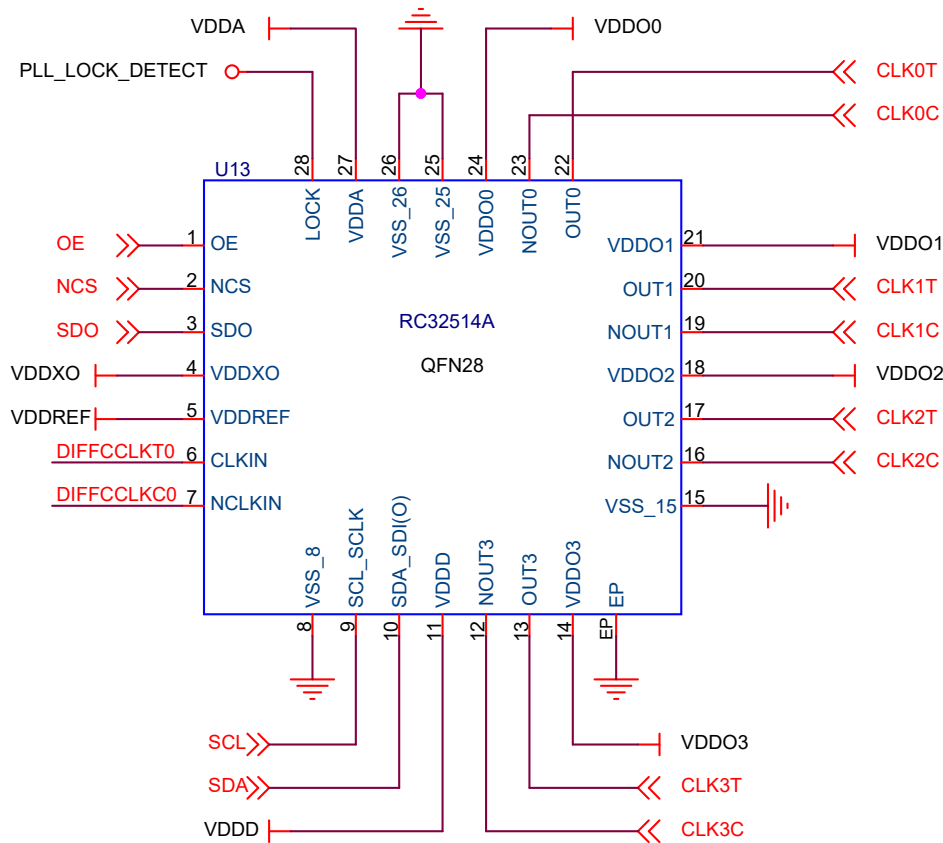 VDDA
VDDO0
PLL_LOCK_DETECT
CLK0T
CLK0C
28
27
26
25
24
23
22
U13
LOCK
VDDA
VSS_26
VSS_25
VDDO0
NOUT0
OUT0
OE
1
OE
VDDO1
21
VDDO1
NCS
2
NCS
OUT1
20
CLK1T
SDO
3
SDO
RC32514A
NOUT1
19
CLK1C
VDDXO
4
VDDXO
QFN28
VDDO2
18
VDDO2
VDDREF
5
VDDREF
OUT2
17
CLK2T
DIFFCCLKT0
6
CLKIN
NOUT2
16
CLK2C
DIFFCCLKC0
7
NCLKIN
VSS_15
15
VSS_8
SCL_SCLK
SDA_SDI(O)
VDDD
NOUT3
OUT3
VDDO3
EP
8
9
10
11
12
13
14
EP
SCL
VDDO3
SDA
CLK3T
VDDD
CLK3C